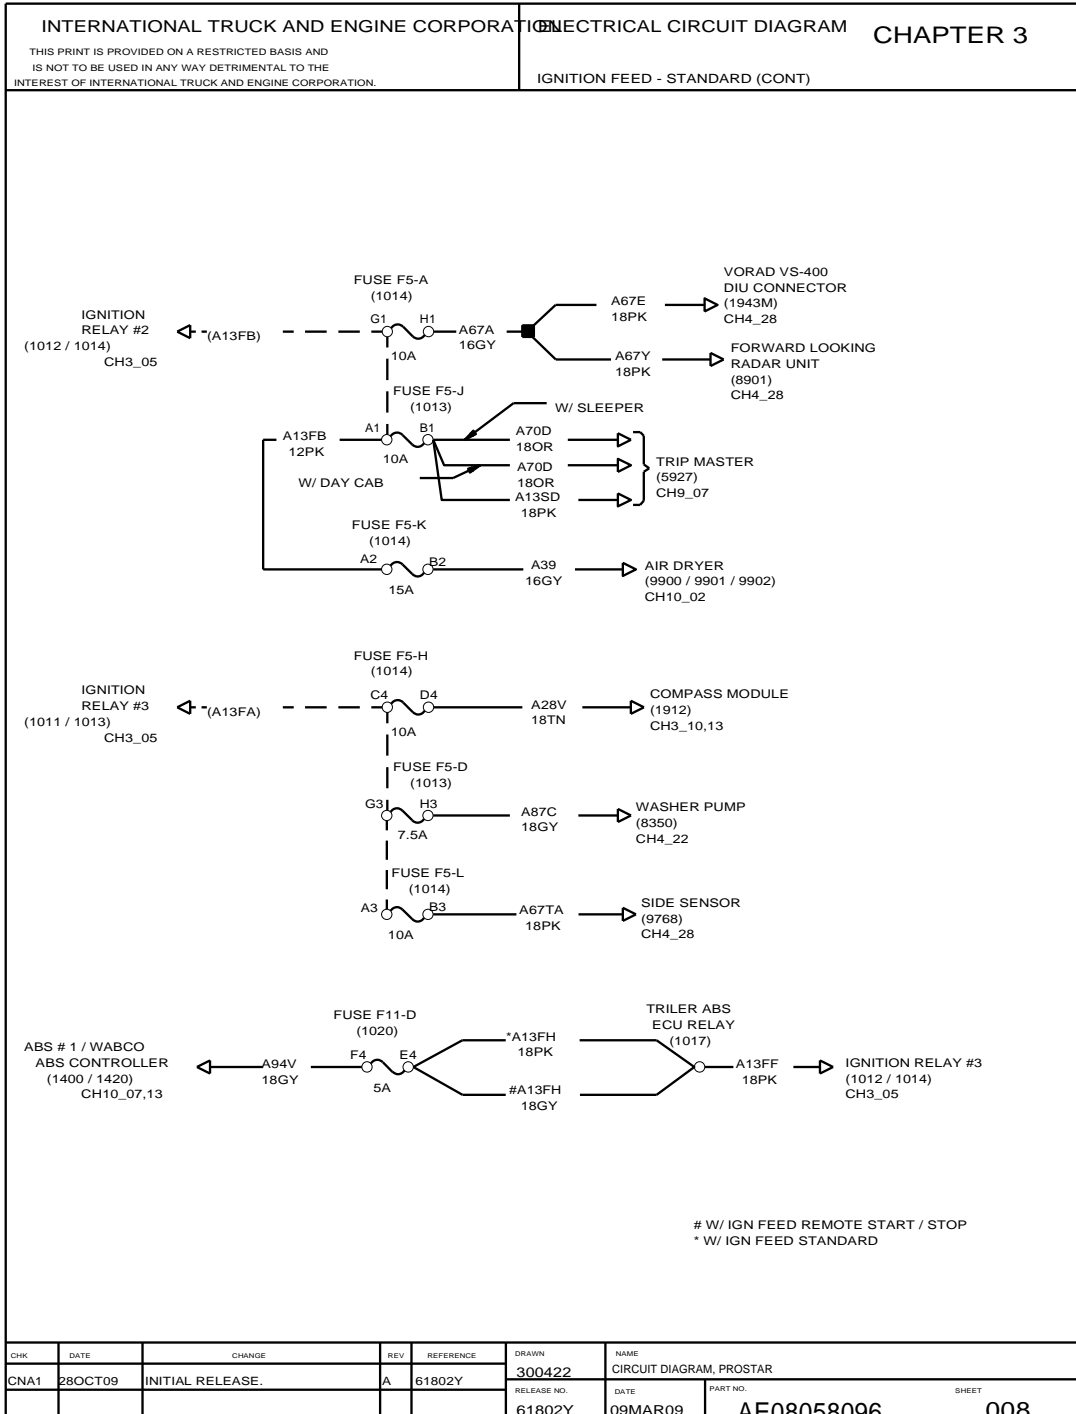 INTERNATIONAL TRUCK AND ENGINE CORPORATION
THIS PRINT IS PROVIDED ON A RESTRICTED BASIS AND
IS NOT TO BE USED IN ANY WAY DETRIMENTAL TO THE
INTEREST OF INTERNATIONAL TRUCK AND ENGINE CORPORATION.
ELECTRICAL CIRCUIT DIAGRAM
CHAPTER 3
IGNITION FEED - STANDARD (CONT)
IGNITION
RELAY #2
(1012 / 1014)
CH3_05
(A13FB)
FUSE F5-A
(1014)
G1
H1
10A
A67A
16GY
A67E
18PK
VORAD VS-400
DIU CONNECTOR
(1943M)
CH4_28
A67Y
18PK
FORWARD LOOKING
RADAR UNIT
(8901)
CH4_28
FUSE F5-J
(1013)
A13FB
12PK
A1
B1
10A
W/ SLEEPER
W/ DAY CAB
A70D
18OR
A70D
18OR
A13SD
18PK
TRIP MASTER
(5927)
CH9_07
FUSE F5-K
(1014)
A2
B2
15A
A39
16GY
AIR DRYER
(9900 / 9901 / 9902)
CH10_02
IGNITION
RELAY #3
(1011 / 1013)
CH3_05
(A13FA)
FUSE F5-H
(1014)
C4
D4
10A
A28V
18TN
COMPASS MODULE
(1912)
CH3_10,13
FUSE F5-D
(1013)
G3
H3
7.5A
A87C
18GY
WASHER PUMP
(8350)
CH4_22
FUSE F5-L
(1014)
A3
B3
10A
A67TA
18PK
SIDE SENSOR
(9768)
CH4_28
ABS # 1 / WABCO
ABS CONTROLLER
(1400 / 1420)
CH10_07,13
A94V
18GY
FUSE F11-D
(1020)
F4
E4
5A
*A13FH
18PK
#A13FH
18GY
TRILER ABS
ECU RELAY
(1017)
A13FF
18PK
IGNITION RELAY #3
(1012 / 1014)
CH3_05
# W/ IGN FEED REMOTE START / STOP
* W/ IGN FEED STANDARD
CHK DATE CHANGE REV REFERENCE
CNA1 28OCT09 INITIAL RELEASE. A 61802Y
DRAWN
300422
NAME
CIRCUIT DIAGRAM, PROSTAR
RELEASE NO.
61802Y
DATE
09MAR09
PART NO.
AE08058096
SHEET
008